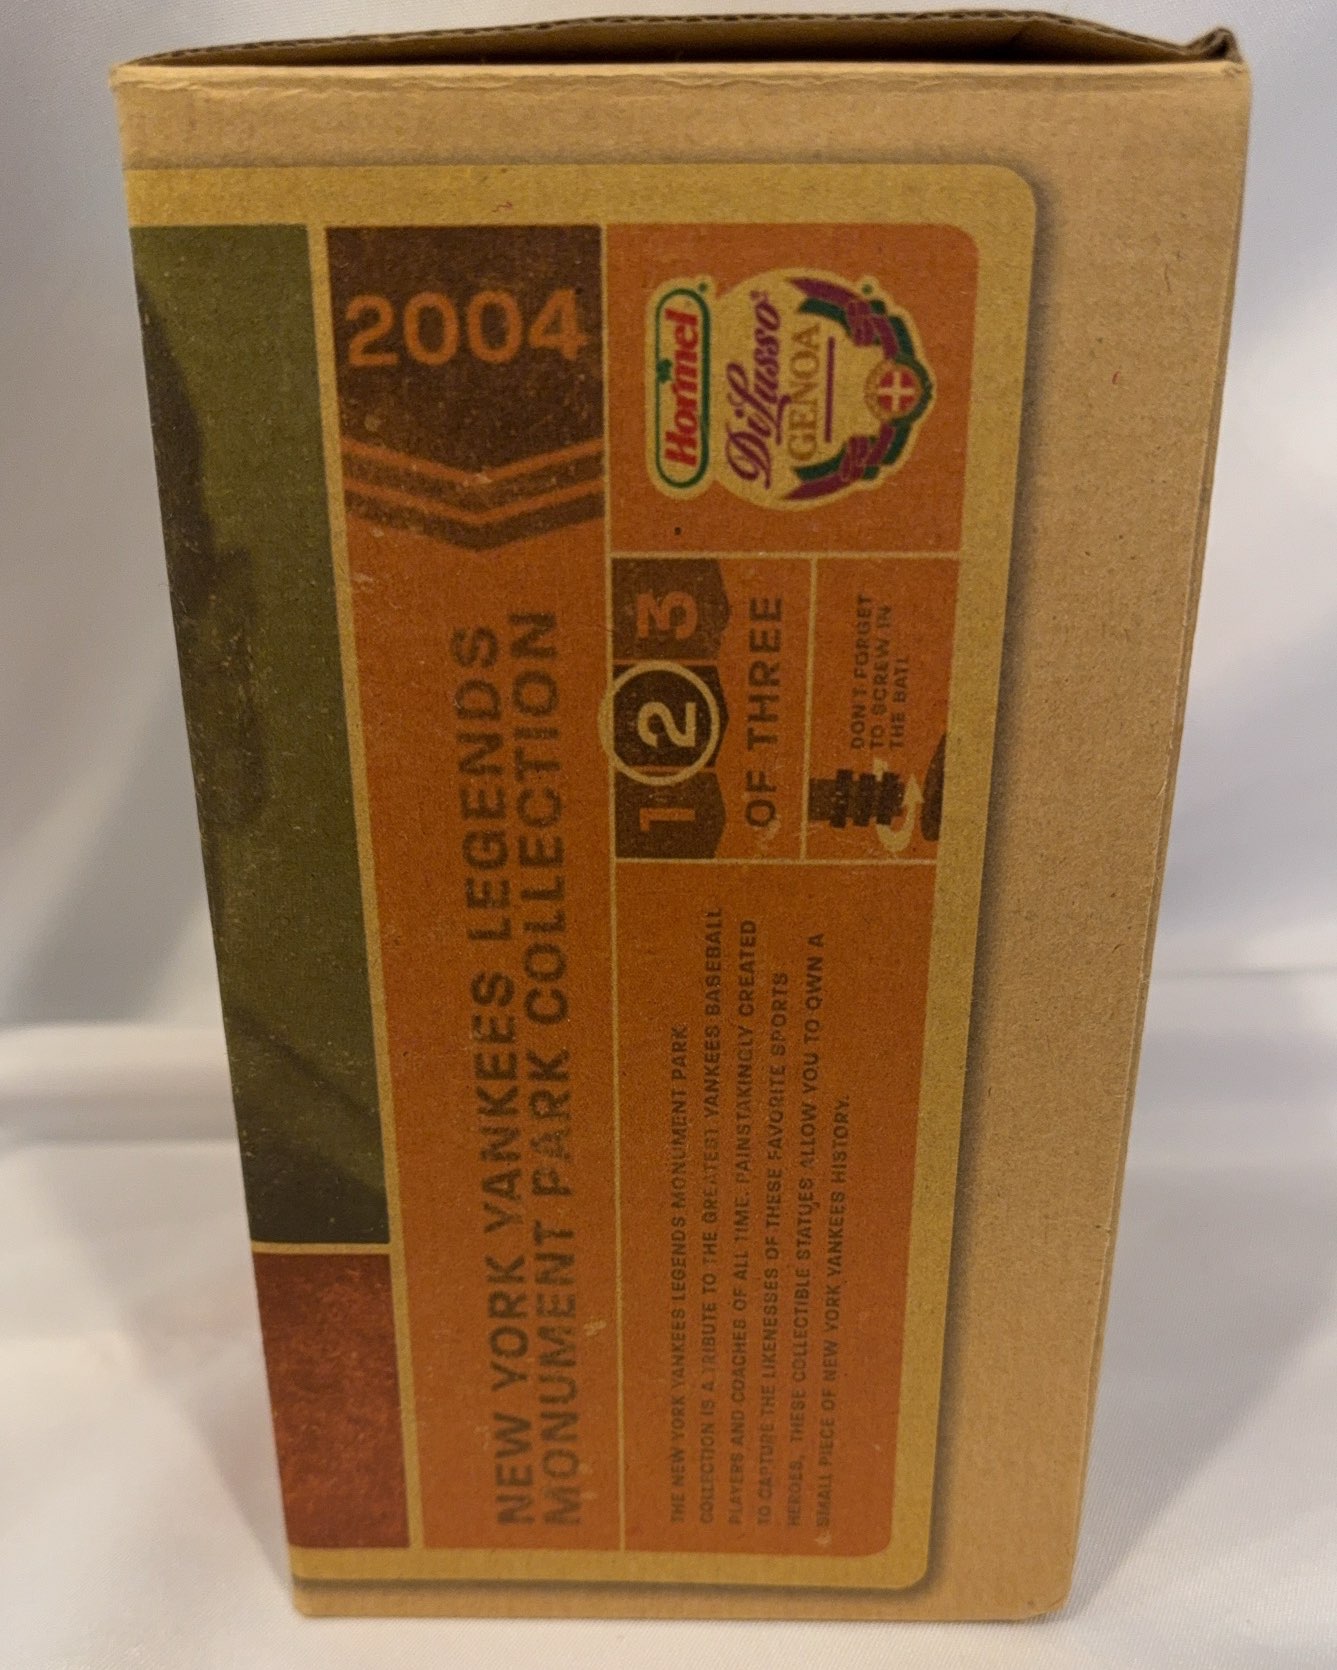 2004
NEW YORK YANKEES LEGENDS
MONUMENT PARK COLLECTION
Hormel
DiLusso
GENOA
1 2 3
OF THREE
DON'T FORGET
TO SCREW IN
THE BAT!
THE NEW YORK YANKEES LEGENDS MONUMENT PARK
COLLECTION IS A TRIBUTE TO THE GREATEST YANKEES BASEBALL
PLAYERS AND COACHES OF ALL TIME. PAINSTAKINGLY CREATED
TO CAPTURE THE LIKENESSES OF THESE FAVORITE SPORTS
HEROES, THESE COLLECTIBLE STATUES ALLOW YOU TO OWN A
SMALL PIECE OF NEW YORK YANKEES HISTORY.